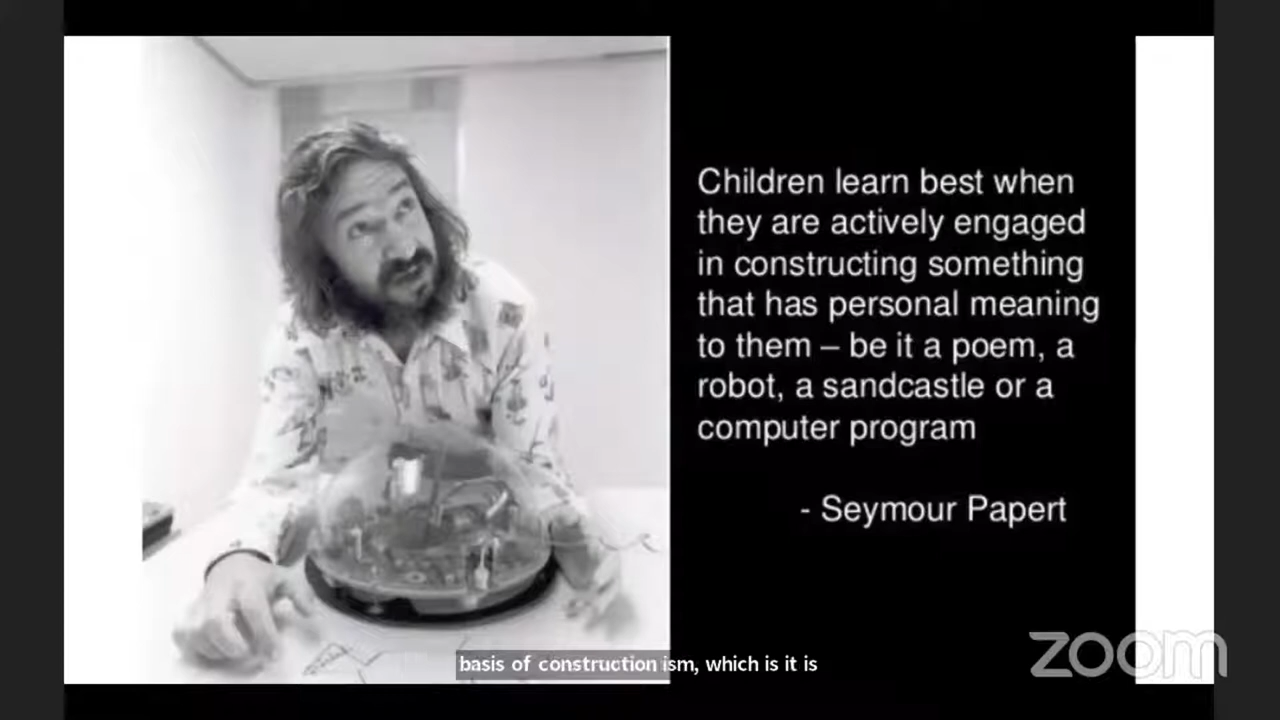 Children learn best when
they are actively engaged
in constructing something
that has personal meaning
to them – be it a poem, a
robot, a sandcastle or a
computer program
- Seymour Papert
basis of construction ism, which is it is
zoom